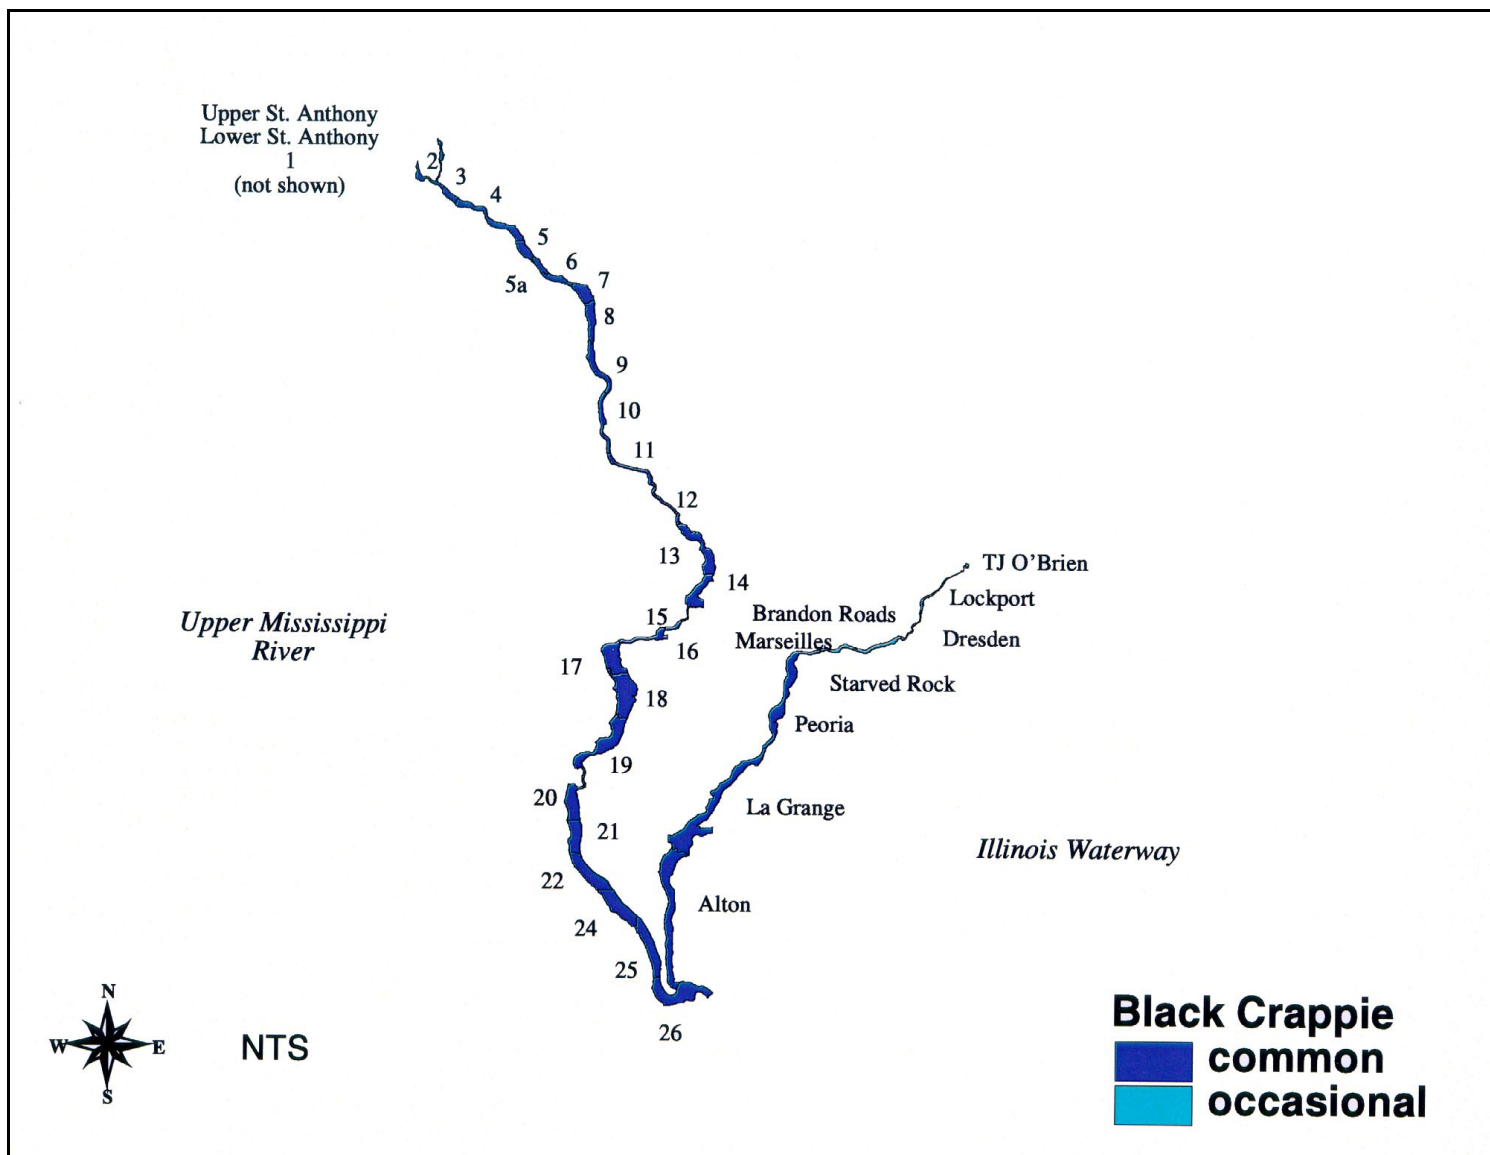 Upper St. Anthony
Lower St. Anthony
1
(not shown)
2
3
4
5
6
5a
7
8
9
10
11
12
13
14
TJ O'Brien
Lockport
Brandon Roads
15
Dresden
Marseilles
16
Upper Mississippi
River
17
Starved Rock
18
Peoria
19
20
La Grange
21
Illinois Waterway
22
Alton
24
25
26
N
W
E
S
NTS
Black Crappie
common
occasional